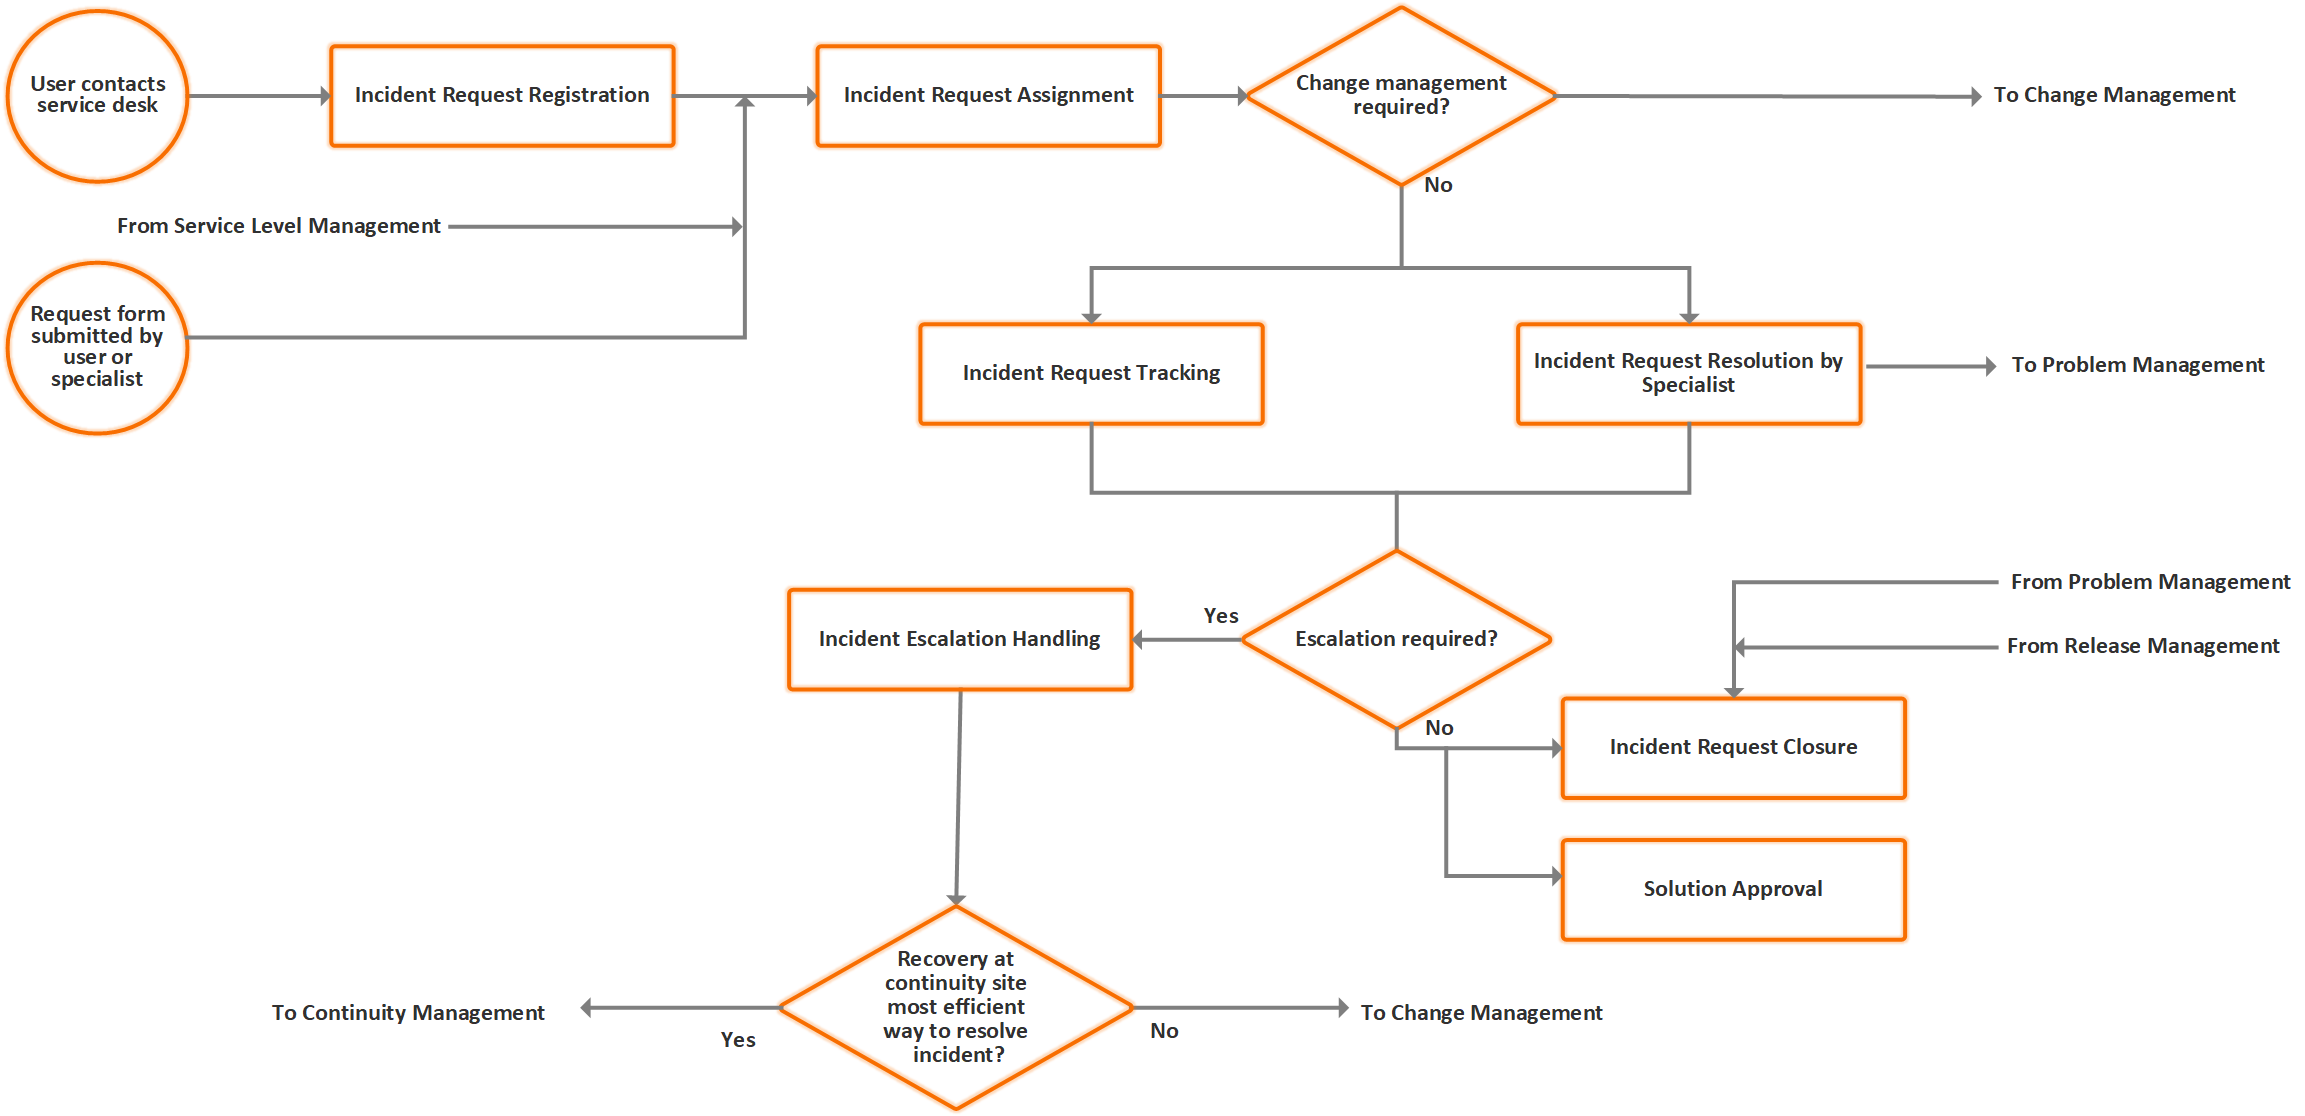 User contacts
service desk
Incident Request Registration
Incident Request Assignment
Change management
required?
To Change Management
No
From Service Level Management
Request form
submitted by
user or
specialist
Incident Request Tracking
Incident Request Resolution by
Specialist
To Problem Management
From Problem Management
From Release Management
Yes
Incident Escalation Handling
Escalation required?
No
Incident Request Closure
Solution Approval
Recovery at
continuity site
most efficient
way to resolve
incident?
To Continuity Management
Yes
No
To Change Management